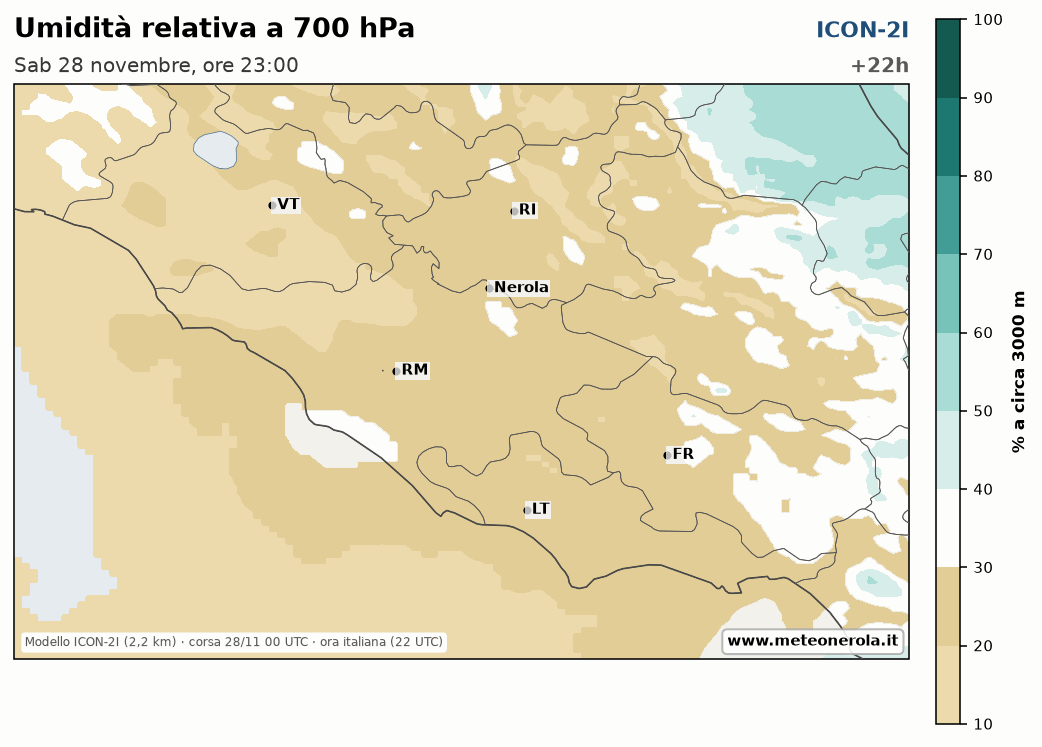 Umidità relativa a 700 hPa
ICON-2I
Sab 28 novembre, ore 23:00
+22h
100
90
80
70
60
50
40
30
20
10
% a circa 3000 m
VT
RI
Nerola
RM
FR
LT
Modello ICON-2I (2,2 km) · corsa 28/11 00 UTC · ora italiana (22 UTC)
www.meteonerola.it